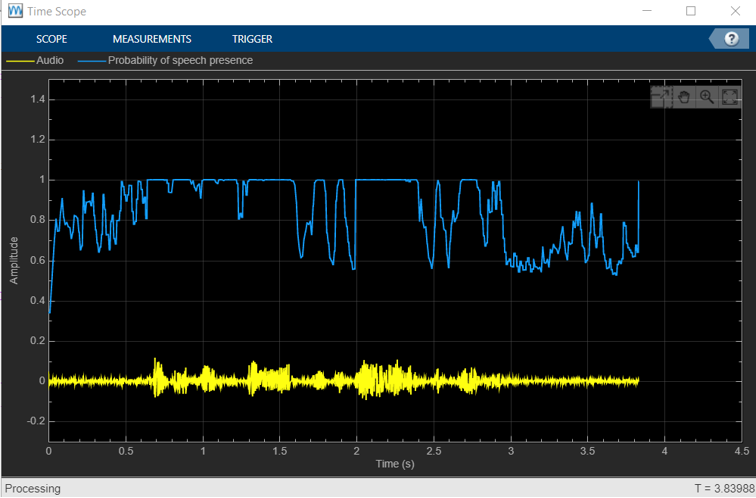 Time Scope
SCOPE MEASUREMENTS TRIGGER ?
Audio Probability of speech presence
1.4
1.2
1
0.8
0.6
0.4
0.2
0
-0.2
Amplitude
0 0.5 1 1.5 2 2.5 3 3.5 4 4.5
Time (s)
Processing T = 3.83988